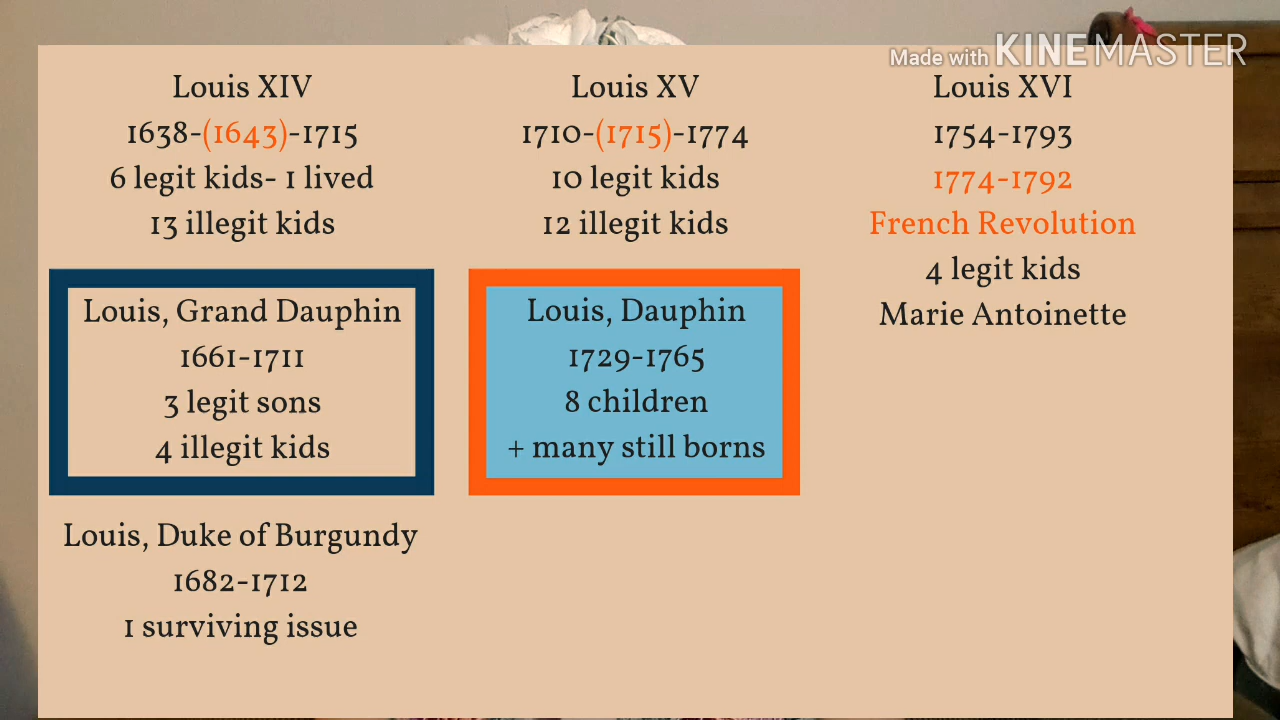 Made with KINEMASTER
Louis XIV
1638-(1643)-1715
6 legit kids- 1 lived
13 illegit kids
Louis, Grand Dauphin
1661-1711
3 legit sons
4 illegit kids
Louis, Duke of Burgundy
1682-1712
1 surviving issue
Louis XV
1710-(1715)-1774
10 legit kids
12 illegit kids
Louis, Dauphin
1729-1765
8 children
+ many still borns
Louis XVI
1754-1793
1774-1792
French Revolution
4 legit kids
Marie Antoinette